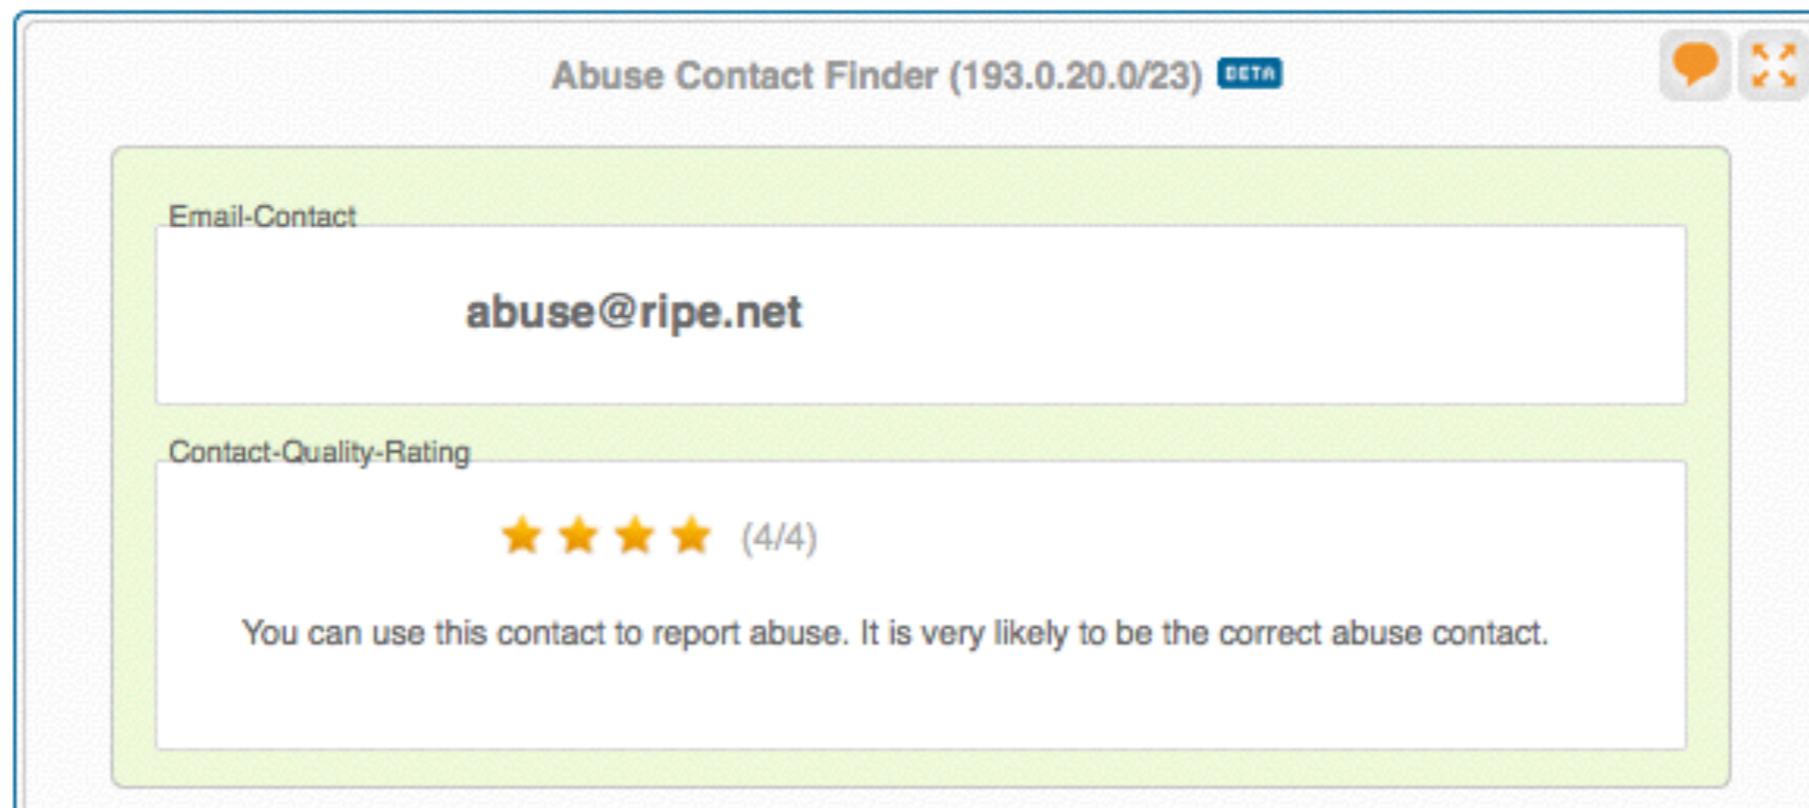 Abuse Contact Finder (193.0.20.0/23) BETA
Email-Contact
abuse@ripe.net
Contact-Quality-Rating
(4/4)
You can use this contact to report abuse. It is very likely to be the correct abuse contact.